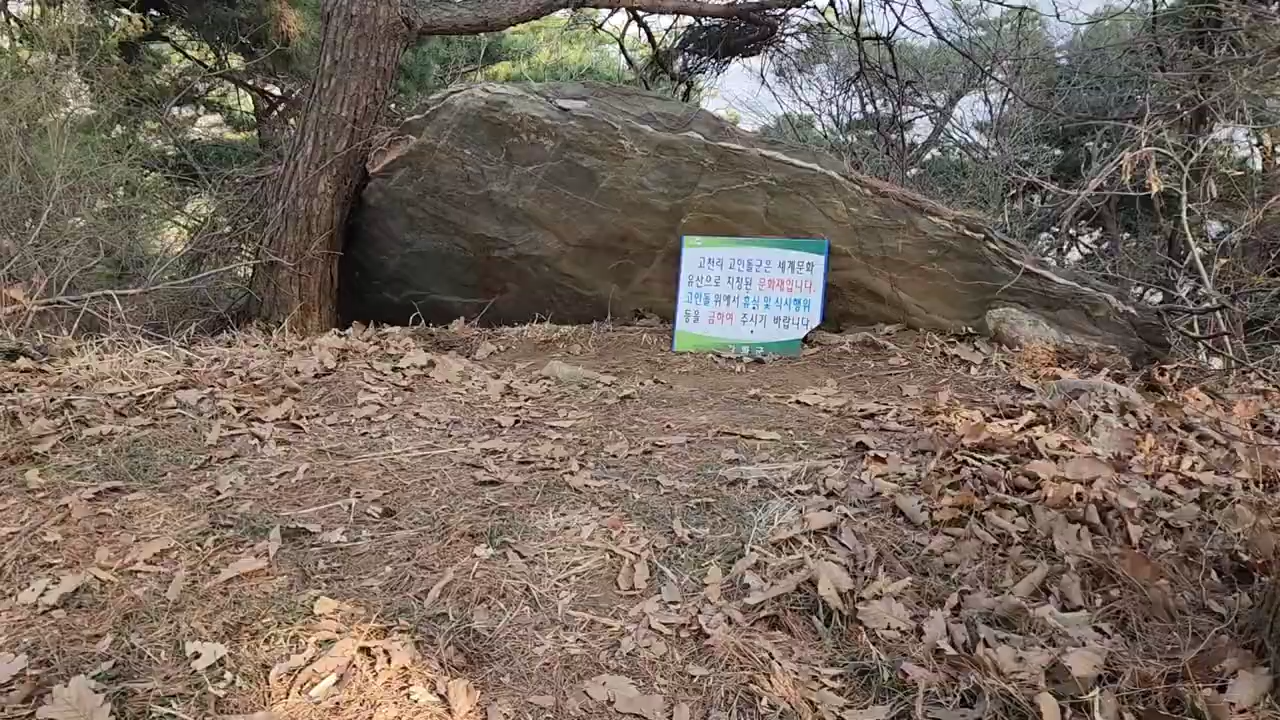 고천리 고인돌군은 세계문화
유산으로 지정된 문화재입니다.
고인돌 위에서 휴식 및 식사행위
등을 금하여 주시기 바랍니다.